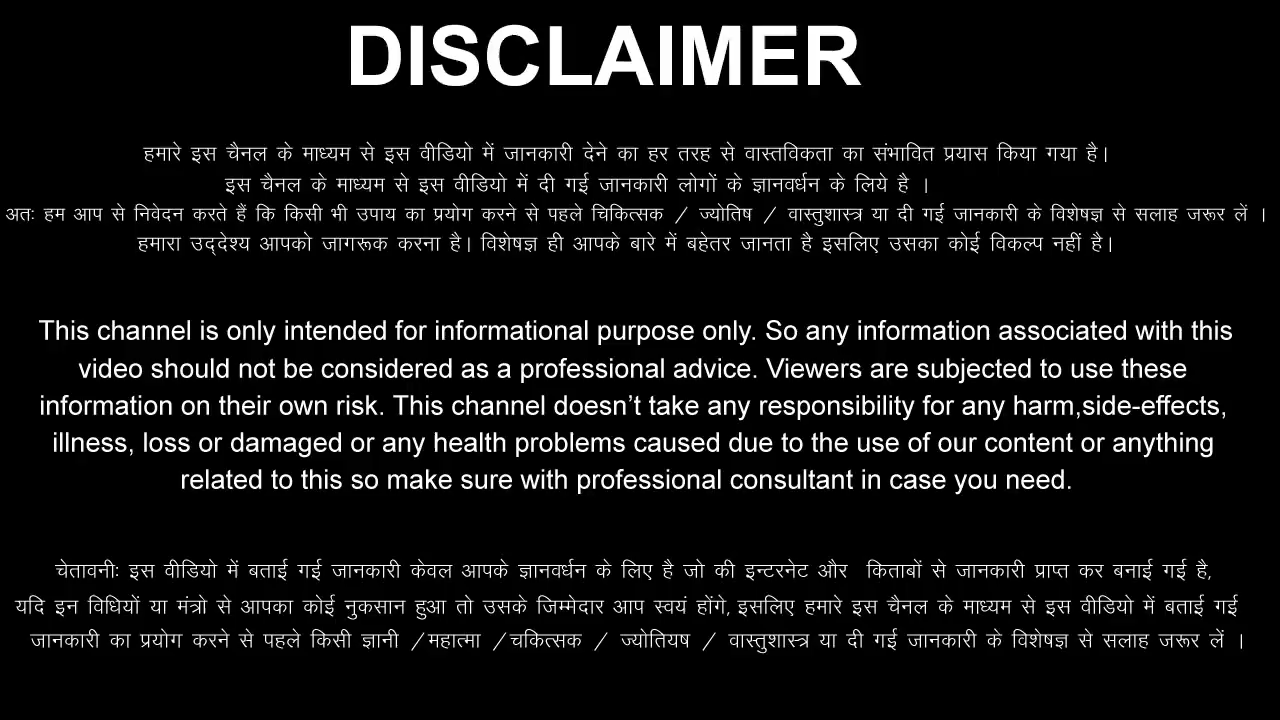 DISCLAIMER
हमारे इस चैनल के माध्यम से इस वीडियो में जानकारी देने का हर तरह से वास्तविकता का संभावित प्रयास किया गया है।
इस चैनल के माध्यम से इस वीडियो में दी गई जानकारी लोगों के ज्ञानवर्धन के लिये है ।
अतः हम आप से निवेदन करते हैं कि किसी भी उपाय का प्रयोग करने से पहले चिकित्सक / ज्योतिष / वास्तुशास्त्र या दी गई जानकारी के विशेषज्ञ से सलाह जरूर लें ।
हमारा उद्देश्य आपको जागरूक करना है। विशेषज्ञ ही आपके बारे में बहेतर जानता है इसलिए उसका कोई विकल्प नहीं है।
This channel is only intended for informational purpose only. So any information associated with this
video should not be considered as a professional advice. Viewers are subjected to use these
information on their own risk. This channel doesn’t take any responsibility for any harm,side-effects,
illness, loss or damaged or any health problems caused due to the use of our content or anything
related to this so make sure with professional consultant in case you need.
चेतावनीः इस वीडियो में बताई गई जानकारी केवल आपके ज्ञानवर्धन के लिए है जो की इन्टरनेट और किताबों से जानकारी प्राप्त कर बनाई गई है,
यदि इन विधियों या मंत्रो से आपका कोई नुकसान हुआ तो उसके जिम्मेदार आप स्वयं होंगे, इसलिए हमारे इस चैनल के माध्यम से इस वीडियो में बताई गई
जानकारी का प्रयोग करने से पहले किसी ज्ञानी /महात्मा /चकित्सक / ज्योतियष / वास्तुशास्त्र या दी गई जानकारी के विशेषज्ञ से सलाह जरूर लें ।